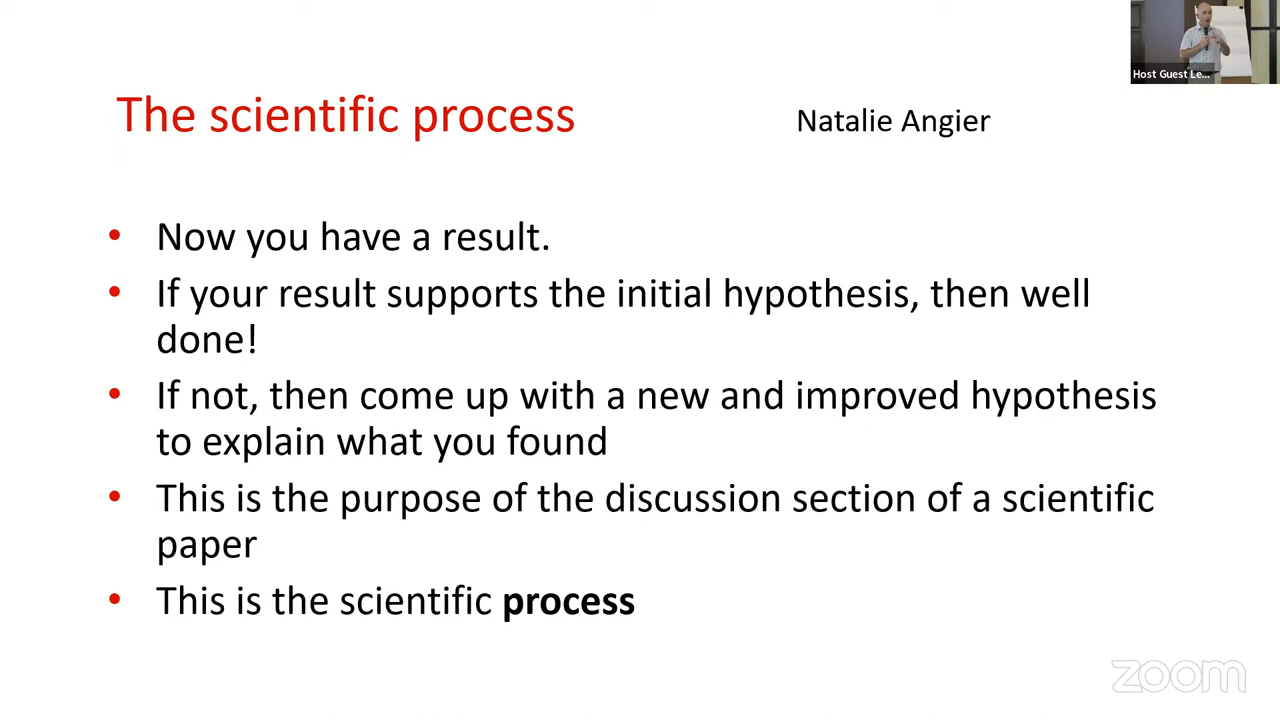 Host Guest Le...
The scientific process
Natalie Angier
• Now you have a result.
• If your result supports the initial hypothesis, then well
done!
• If not, then come up with a new and improved hypothesis
to explain what you found
• This is the purpose of the discussion section of a scientific
paper
• This is the scientific process
zoom